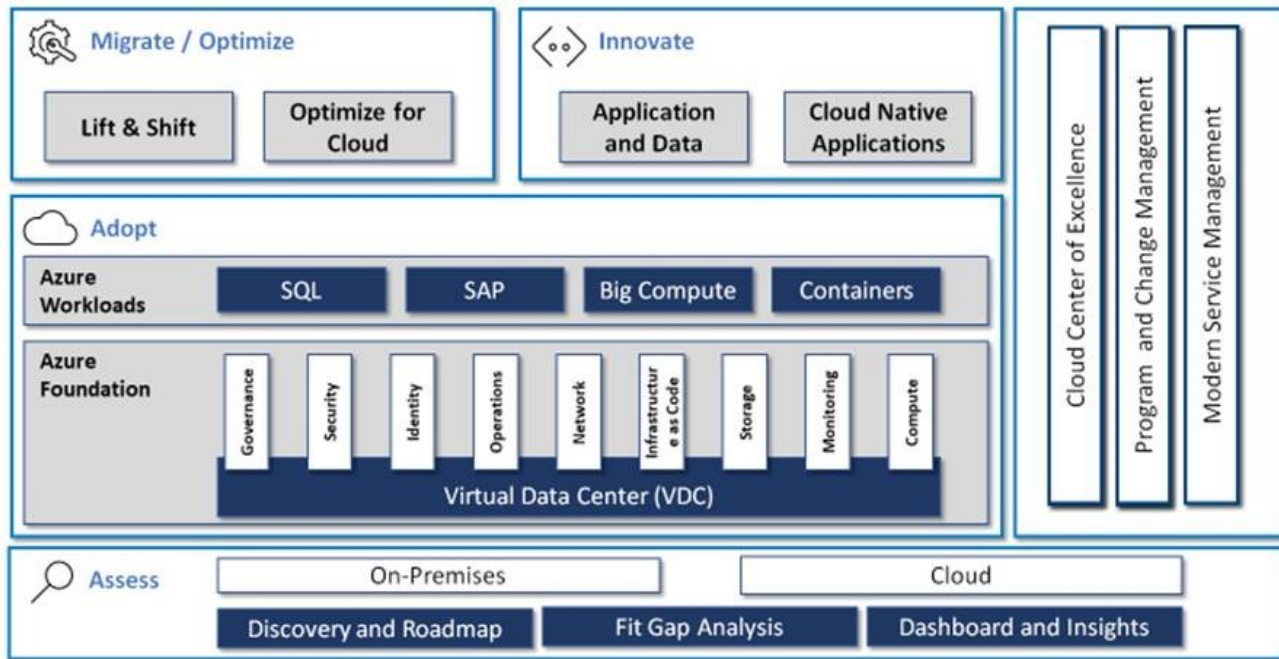 Migrate / Optimize
Lift & Shift
Optimize for
Cloud
Innovate
Application
and Data
Cloud Native
Applications
Adopt
Azure
Workloads
SQL
SAP
Big Compute
Containers
Azure
Foundation
Governance
Security
Identity
Operations
Network
Infrastructur
e as Code
Storage
Monitoring
Compute
Virtual Data Center (VDC)
Cloud Center of Excellence
Program and Change Management
Modern Service Management
Assess
On-Premises
Cloud
Discovery and Roadmap
Fit Gap Analysis
Dashboard and Insights